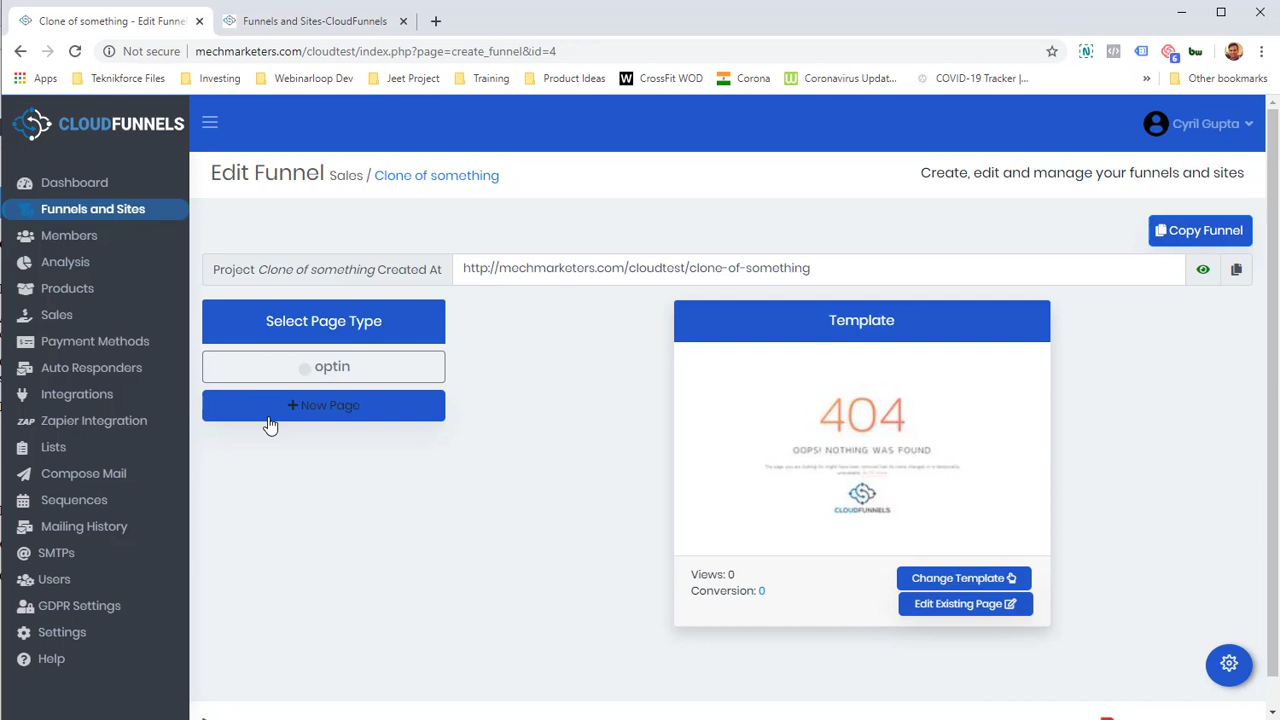 Clone of something - Edit Funnel
Funnels and Sites-CloudFunnels
Not secure mechmarketers.com/cloudtest/index.php?page=create_funnel&id=4
N bw
6
Apps Teknikforce Files Investing Webinarloop Dev Jeet Project Training Product Ideas W CrossFit WOD Corona Coronavirus Updat... COVID-19 Tracker |... » Other bookmarks
CLOUDFUNNELS
Cyril Gupta
Edit Funnel Sales / Clone of something
Create, edit and manage your funnels and sites
Dashboard
Funnels and Sites
Members
Analysis
Products
Sales
Payment Methods
Auto Responders
Integrations
ZAP Zapier Integration
Lists
Compose Mail
Sequences
Mailing History
SMTPs
Users
GDPR Settings
Settings
Help
Copy Funnel
Project Clone of something Created At
http://mechmarketers.com/cloudtest/clone-of-something
Select Page Type
optin
+ New Page
Template
404
OOPS! NOTHING WAS FOUND
CLOUDFUNNELS
Views: 0
Conversion: 0
Change Template
Edit Existing Page